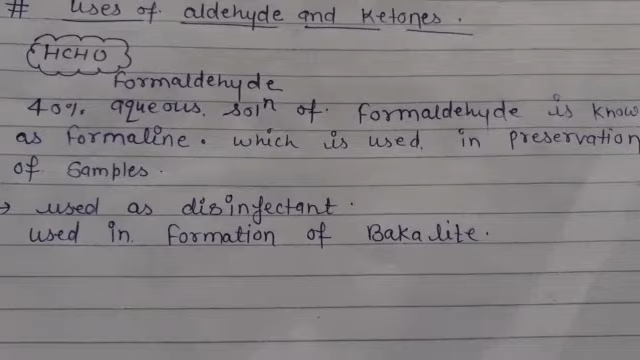 # Uses of aldehyde and Ketones.
HCHO
Formaldehyde
40% aqueous soln of formaldehyde is know
as formaline. which is used in preservation
of samples.
→ used as disinfectant.
used in formation of Bakalite.